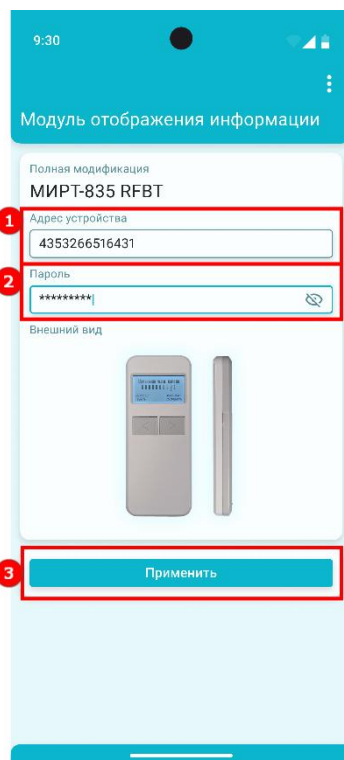 9:30
Модуль отображения информации
Полная модификация
МИРТ-835 RFBT
1
Адрес устройства
4353266516431
2
Пароль
*********
Внешний вид
3
Применить